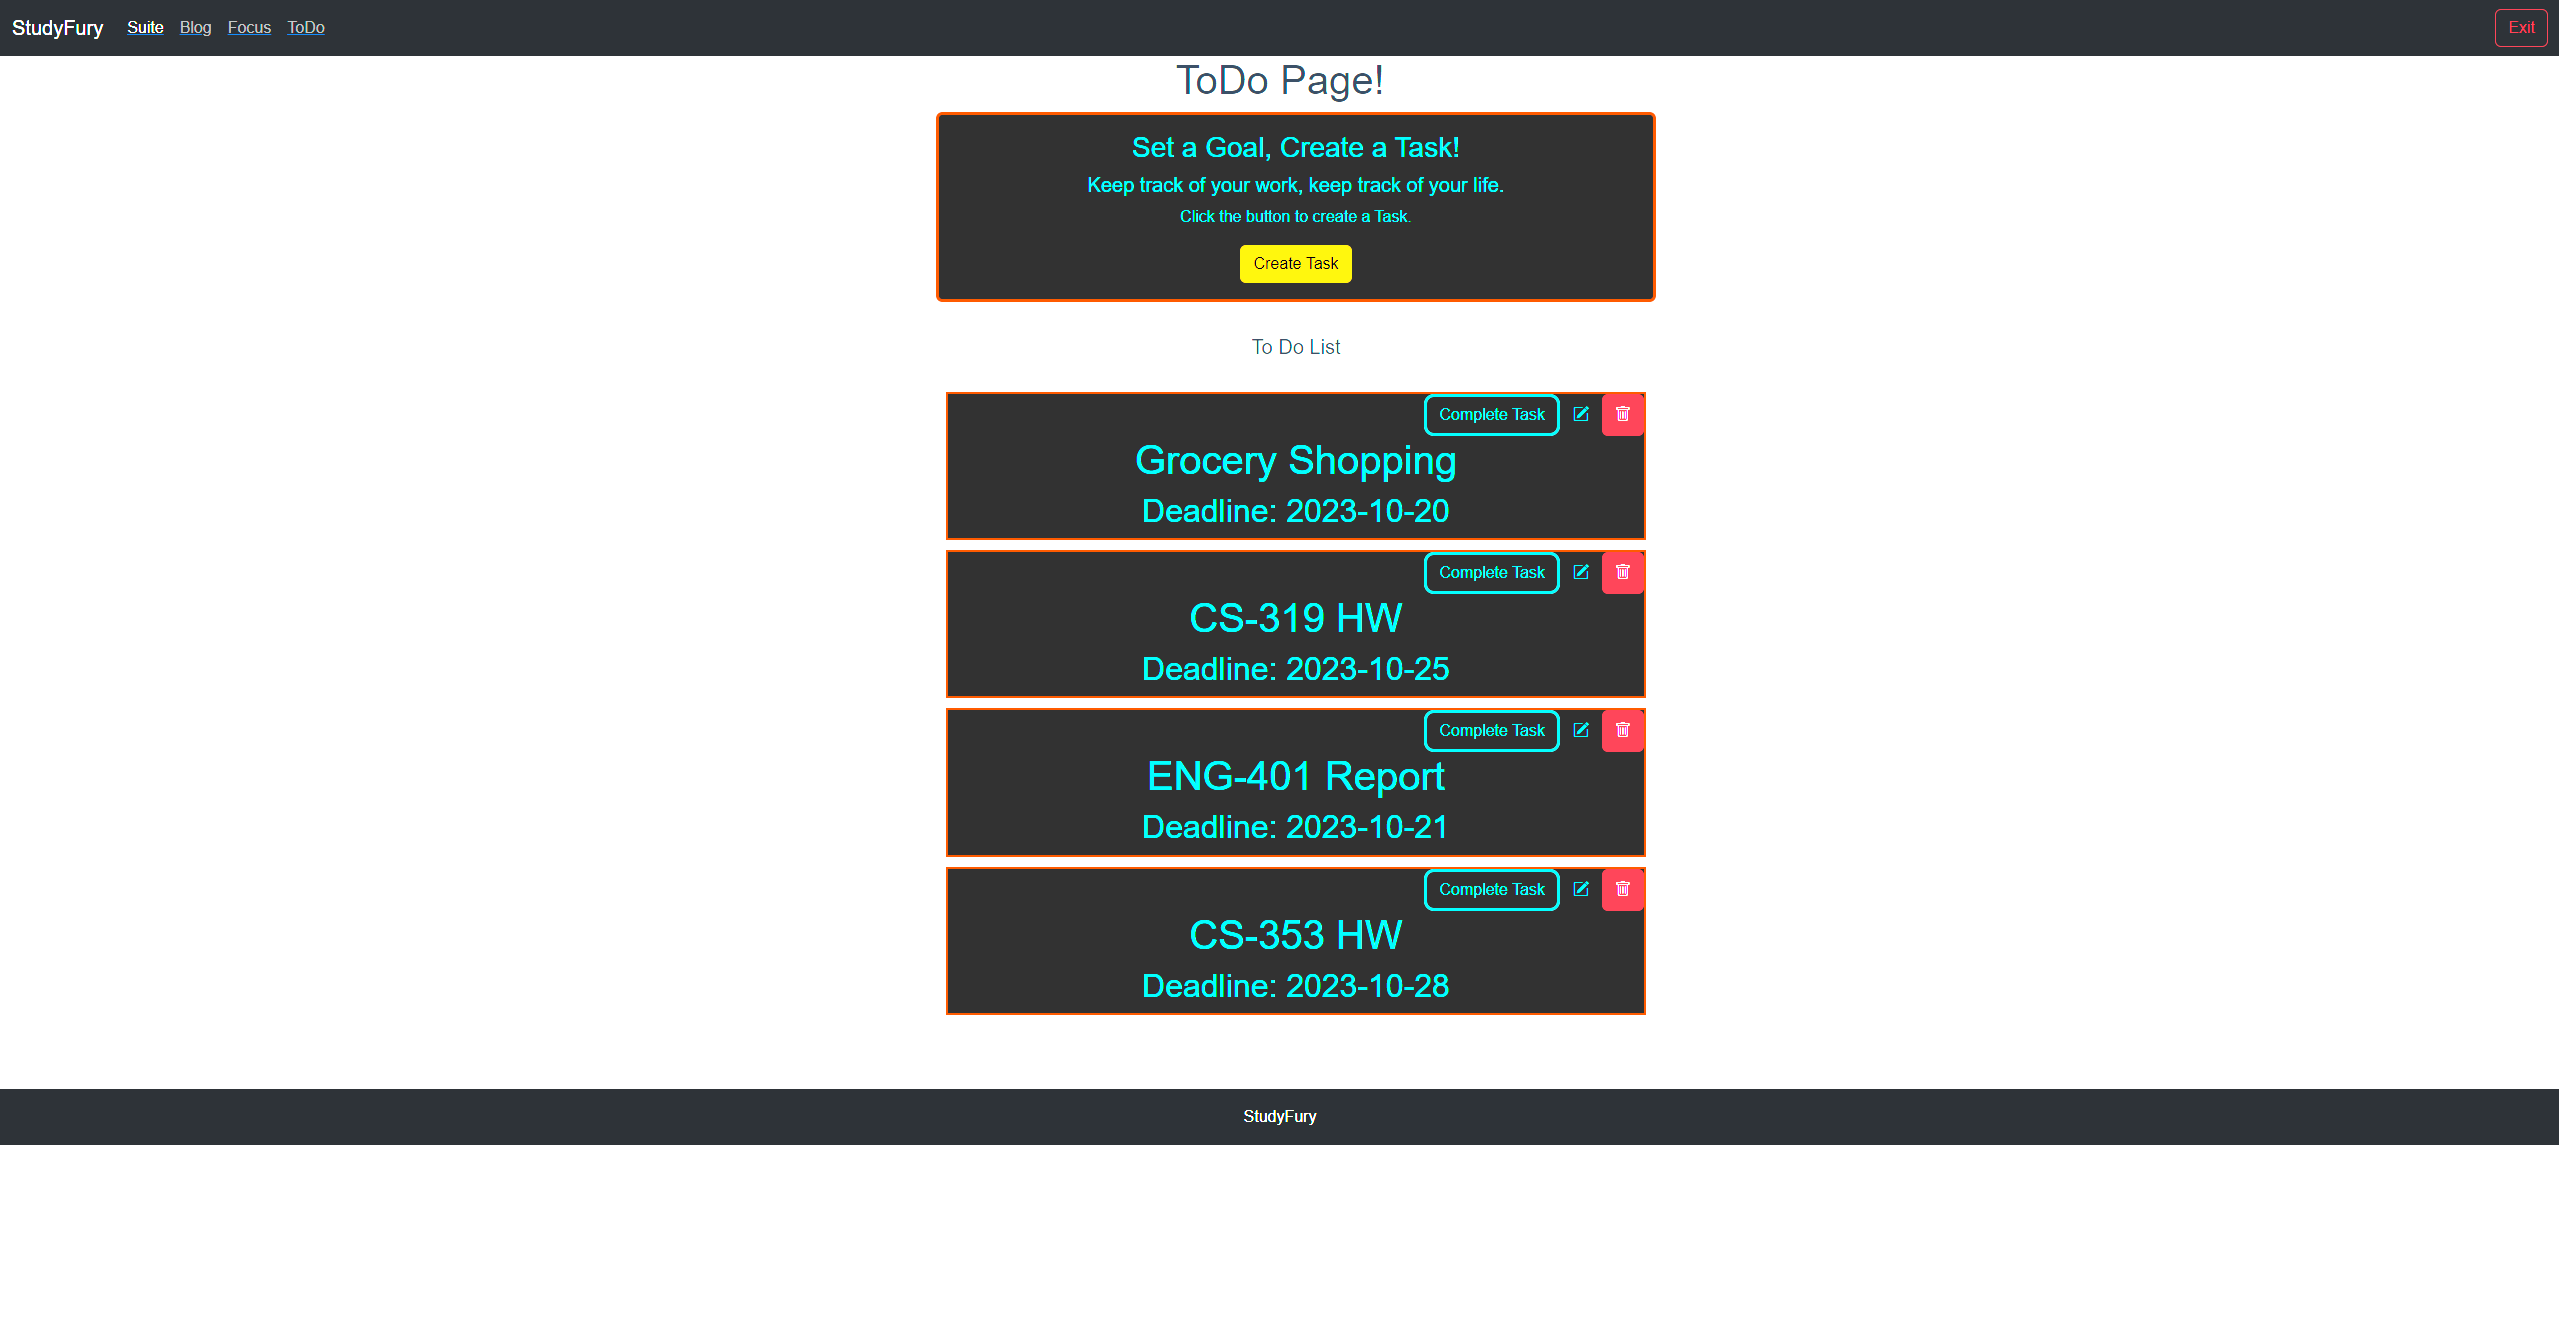 StudyFury Suite Blog Focus ToDo Exit
ToDo Page!
Set a Goal, Create a Task!
Keep track of your work, keep track of your life.
Click the button to create a Task.
Create Task
To Do List
Complete Task
Grocery Shopping
Deadline: 2023-10-20
Complete Task
CS-319 HW
Deadline: 2023-10-25
Complete Task
ENG-401 Report
Deadline: 2023-10-21
Complete Task
CS-353 HW
Deadline: 2023-10-28
StudyFury